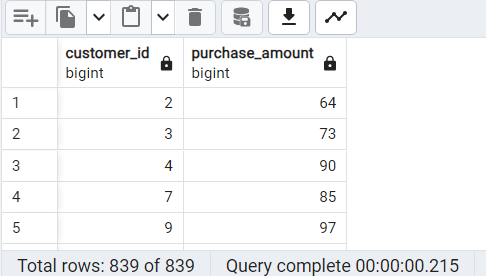 customer_id purchase_amount
bigint bigint
1 2 64
2 3 73
3 4 90
4 7 85
5 9 97
Total rows: 839 of 839 Query complete 00:00:00.215